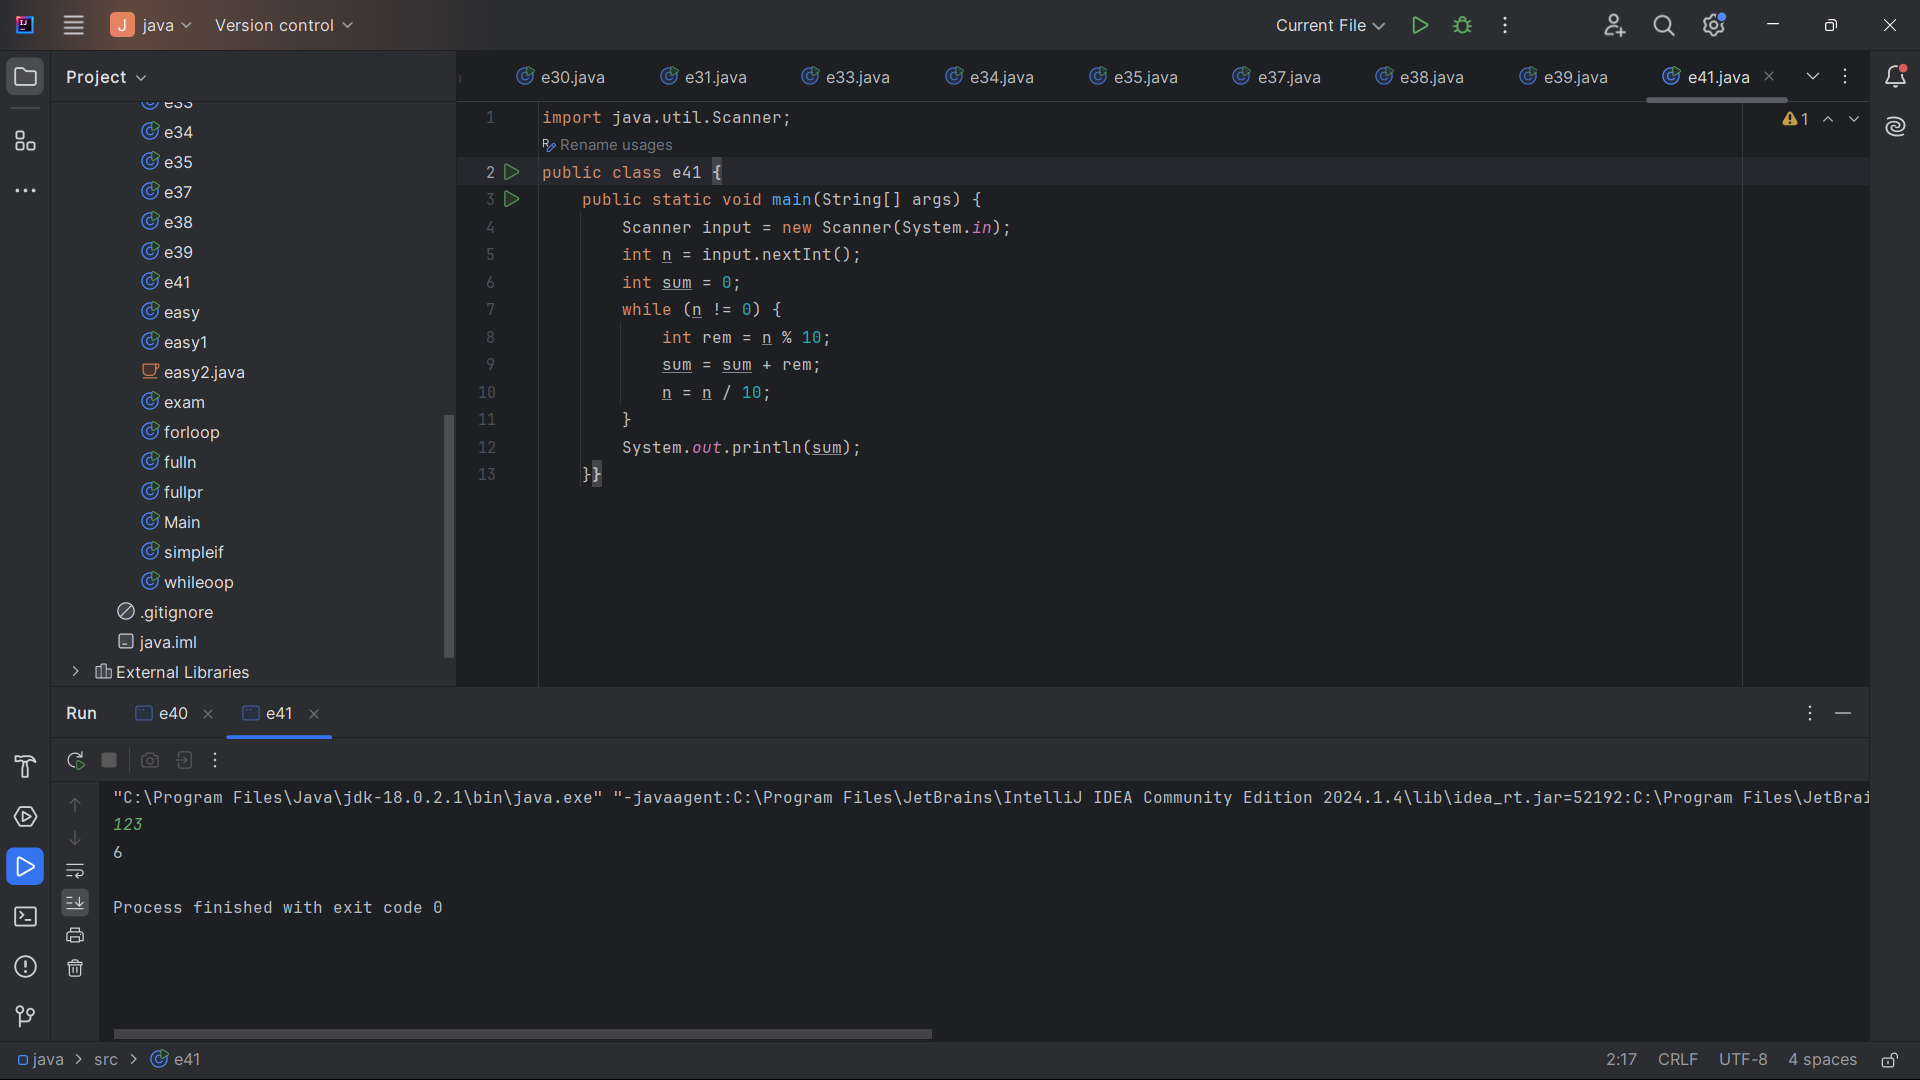 J java Version control Current File
Project
e30.java e31.java e33.java e34.java e35.java e37.java e38.java e39.java e41.java
e33
e34
e35
e37
e38
e39
e41
easy
easy1
easy2.java
exam
forloop
fulln
fullpr
Main
simpleif
whileoop
.gitignore
java.iml
External Libraries
1 import java.util.Scanner;
Rename usages
2 public class e41 {
3 public static void main(String[] args) {
4 Scanner input = new Scanner(System.in);
5 int n = input.nextInt();
6 int sum = 0;
7 while (n != 0) {
8 int rem = n % 10;
9 sum = sum + rem;
10 n = n / 10;
11 }
12 System.out.println(sum);
13 }}
1
Run e40 e41
"C:\Program Files\Java\jdk-18.0.2.1\bin\java.exe" "-javaagent:C:\Program Files\JetBrains\IntelliJ IDEA Community Edition 2024.1.4\lib\idea_rt.jar=52192:C:\Program Files\JetBrai
123
6
Process finished with exit code 0
java > src > e41
2:17 CRLF UTF-8 4 spaces